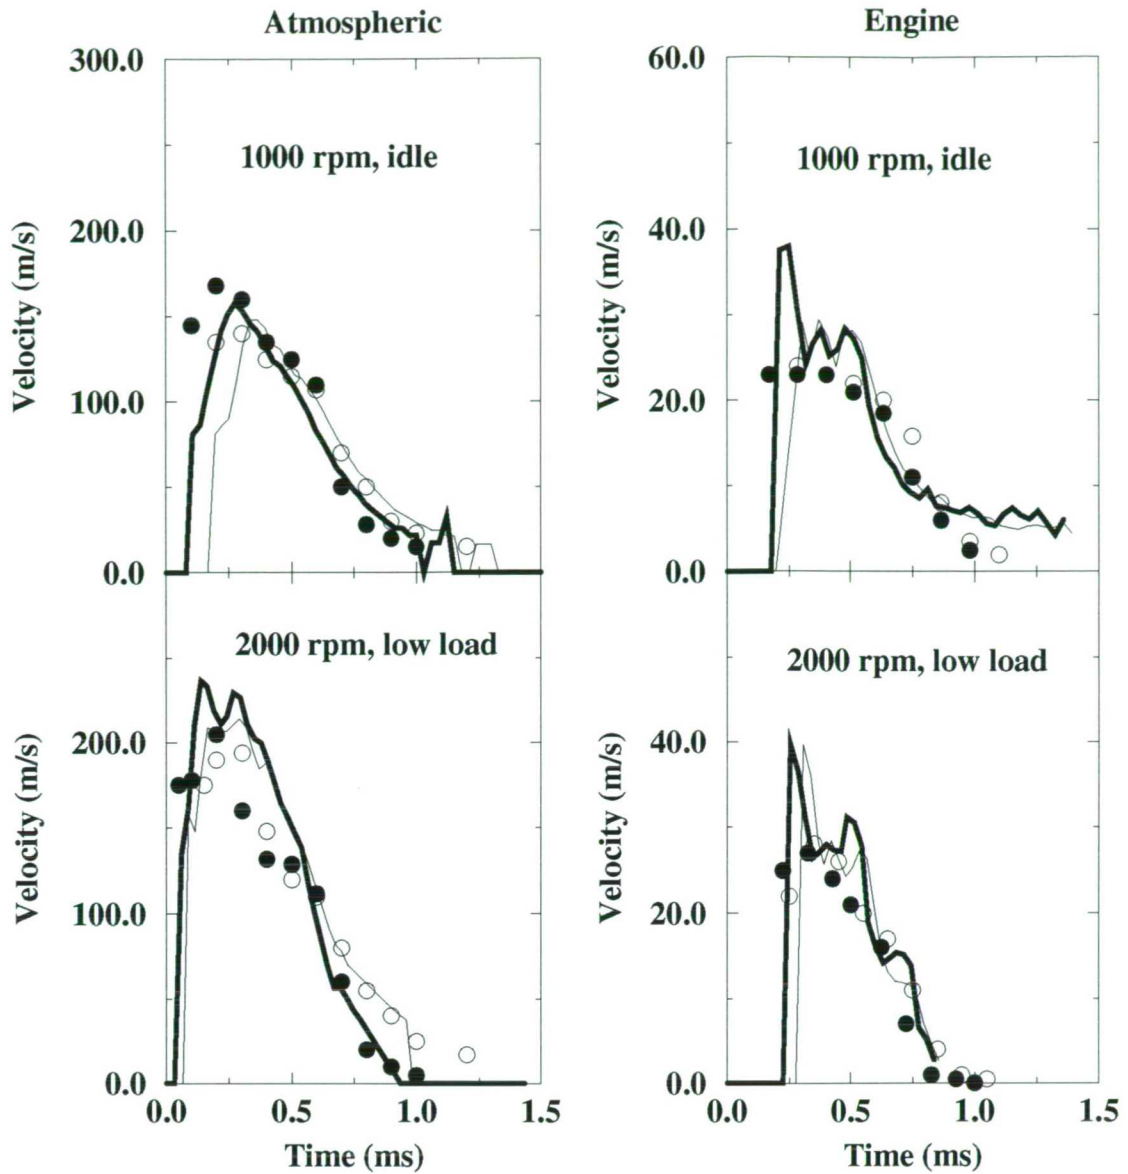 Atmospheric
Engine
300.0
200.0
100.0
0.0
Velocity (m/s)
1000 rpm, idle
60.0
40.0
20.0
0.0
Velocity (m/s)
1000 rpm, idle
200.0
100.0
0.0
Velocity (m/s)
2000 rpm, low load
0.0 0.5 1.0
Time (ms)
40.0
20.0
0.0
Velocity (m/s)
2000 rpm, low load
0.0 0.5 1.0 1.5
Time (ms)